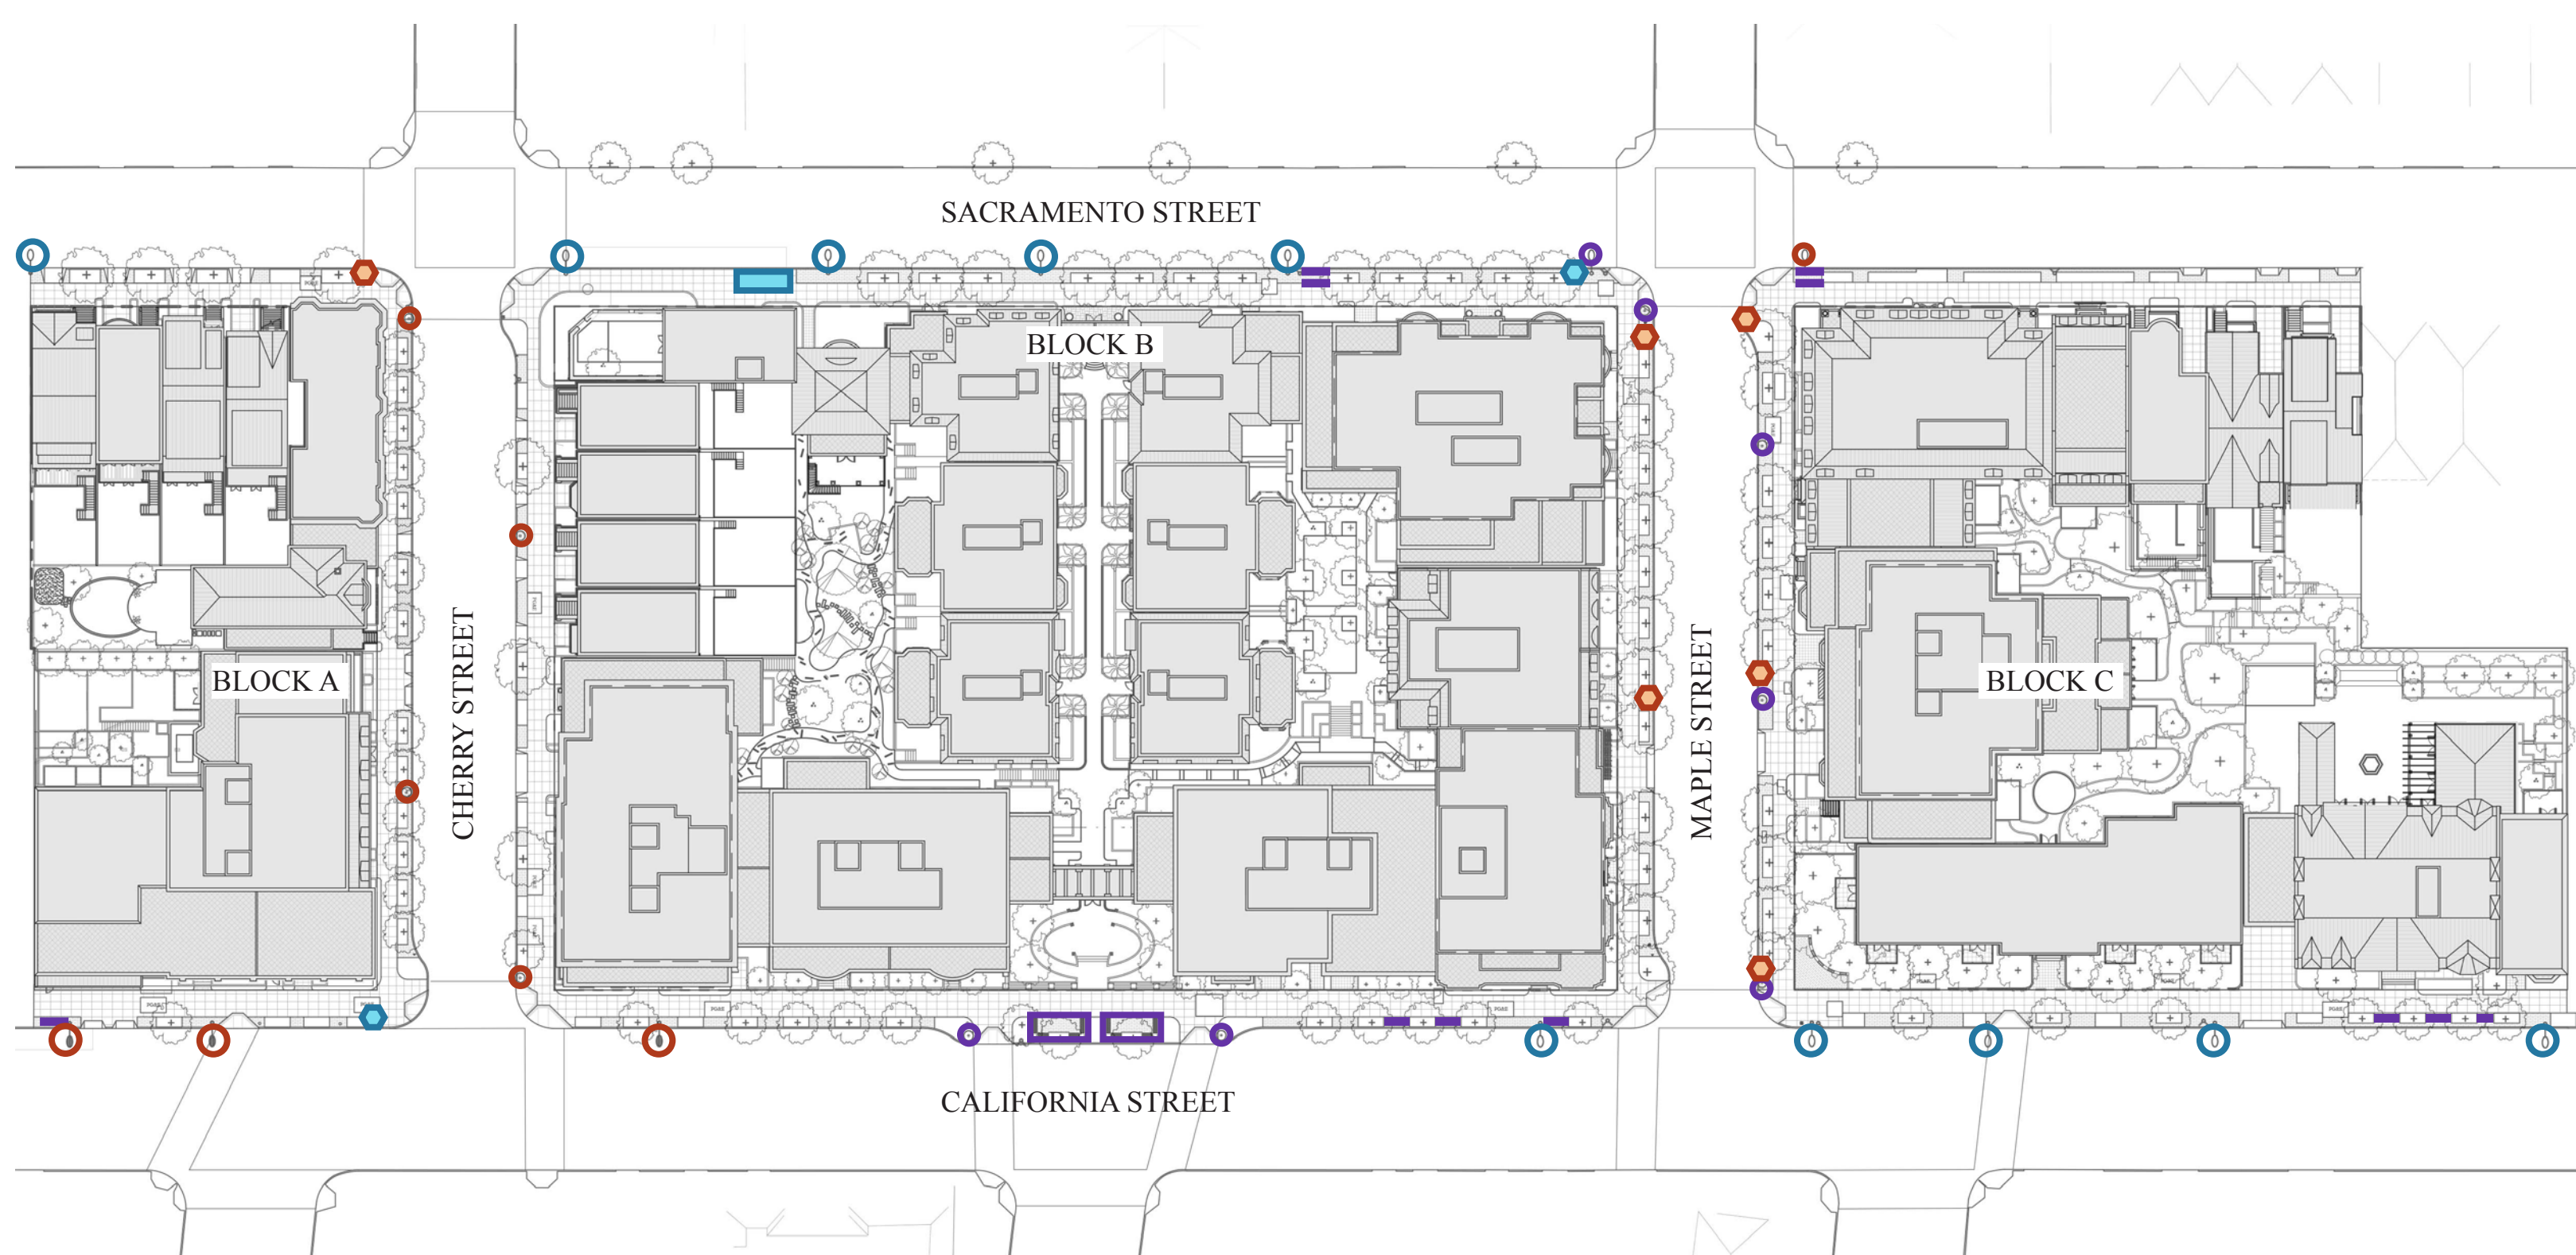 SACRAMENTO STREET
BLOCK B
BLOCK A
CHERRY STREET
MAPLE STREET
BLOCK C
CALIFORNIA STREET